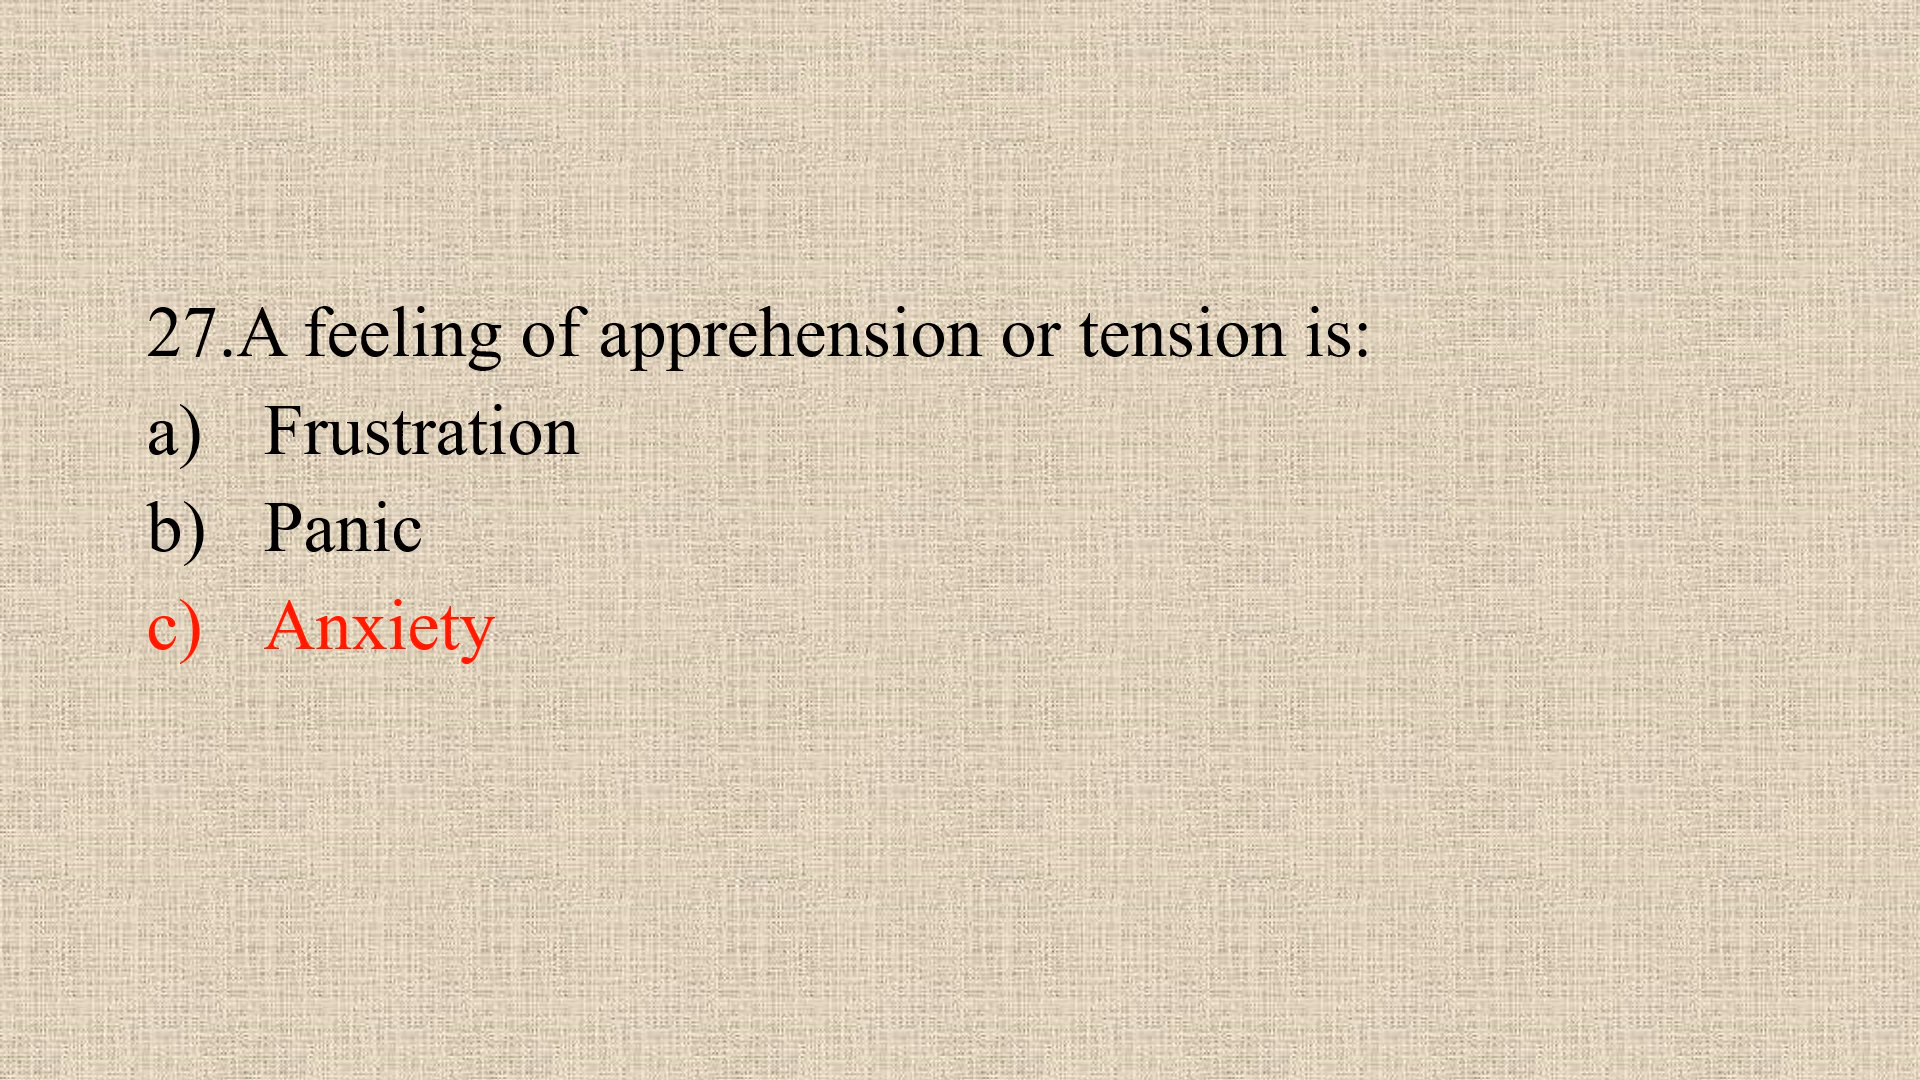 27.A feeling of apprehension or tension is:
a) Frustration
b) Panic
c) Anxiety